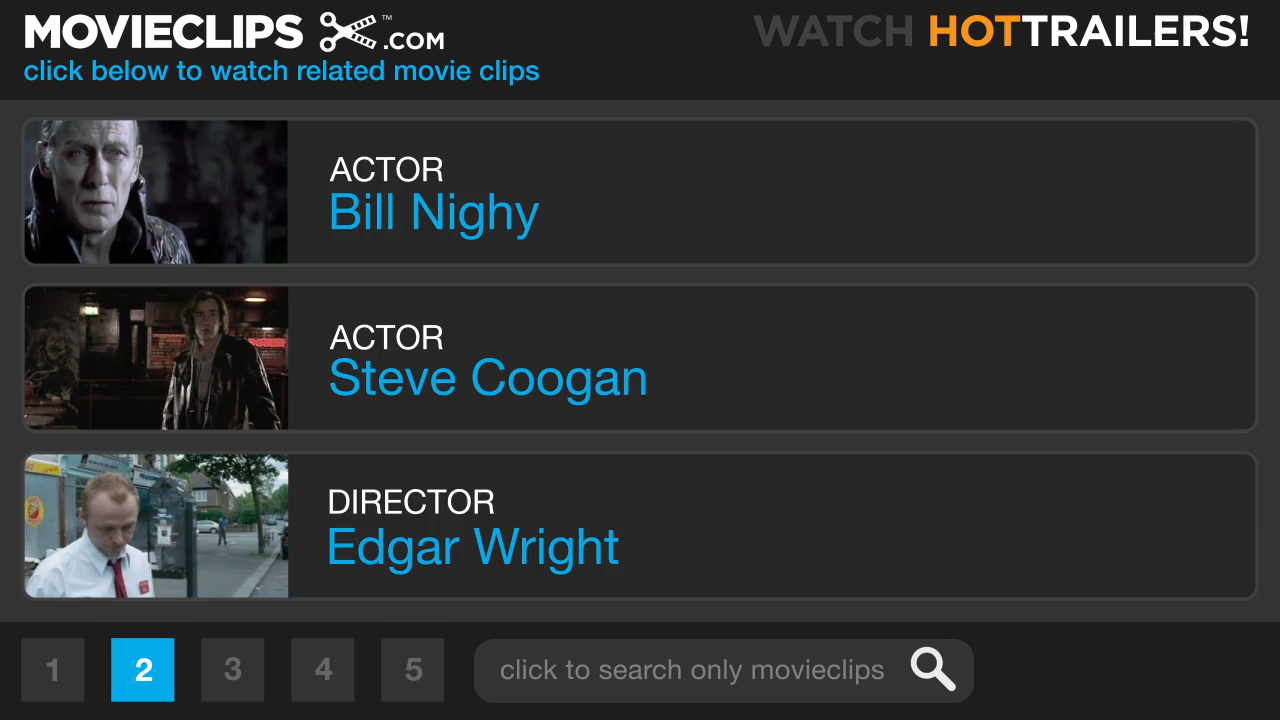 MOVIECLIPS ™ .COM
WATCH HOTTRAILERS!
click below to watch related movie clips
ACTOR
Bill Nighy
ACTOR
Steve Coogan
DIRECTOR
Edgar Wright
1 2 3 4 5
click to search only movieclips